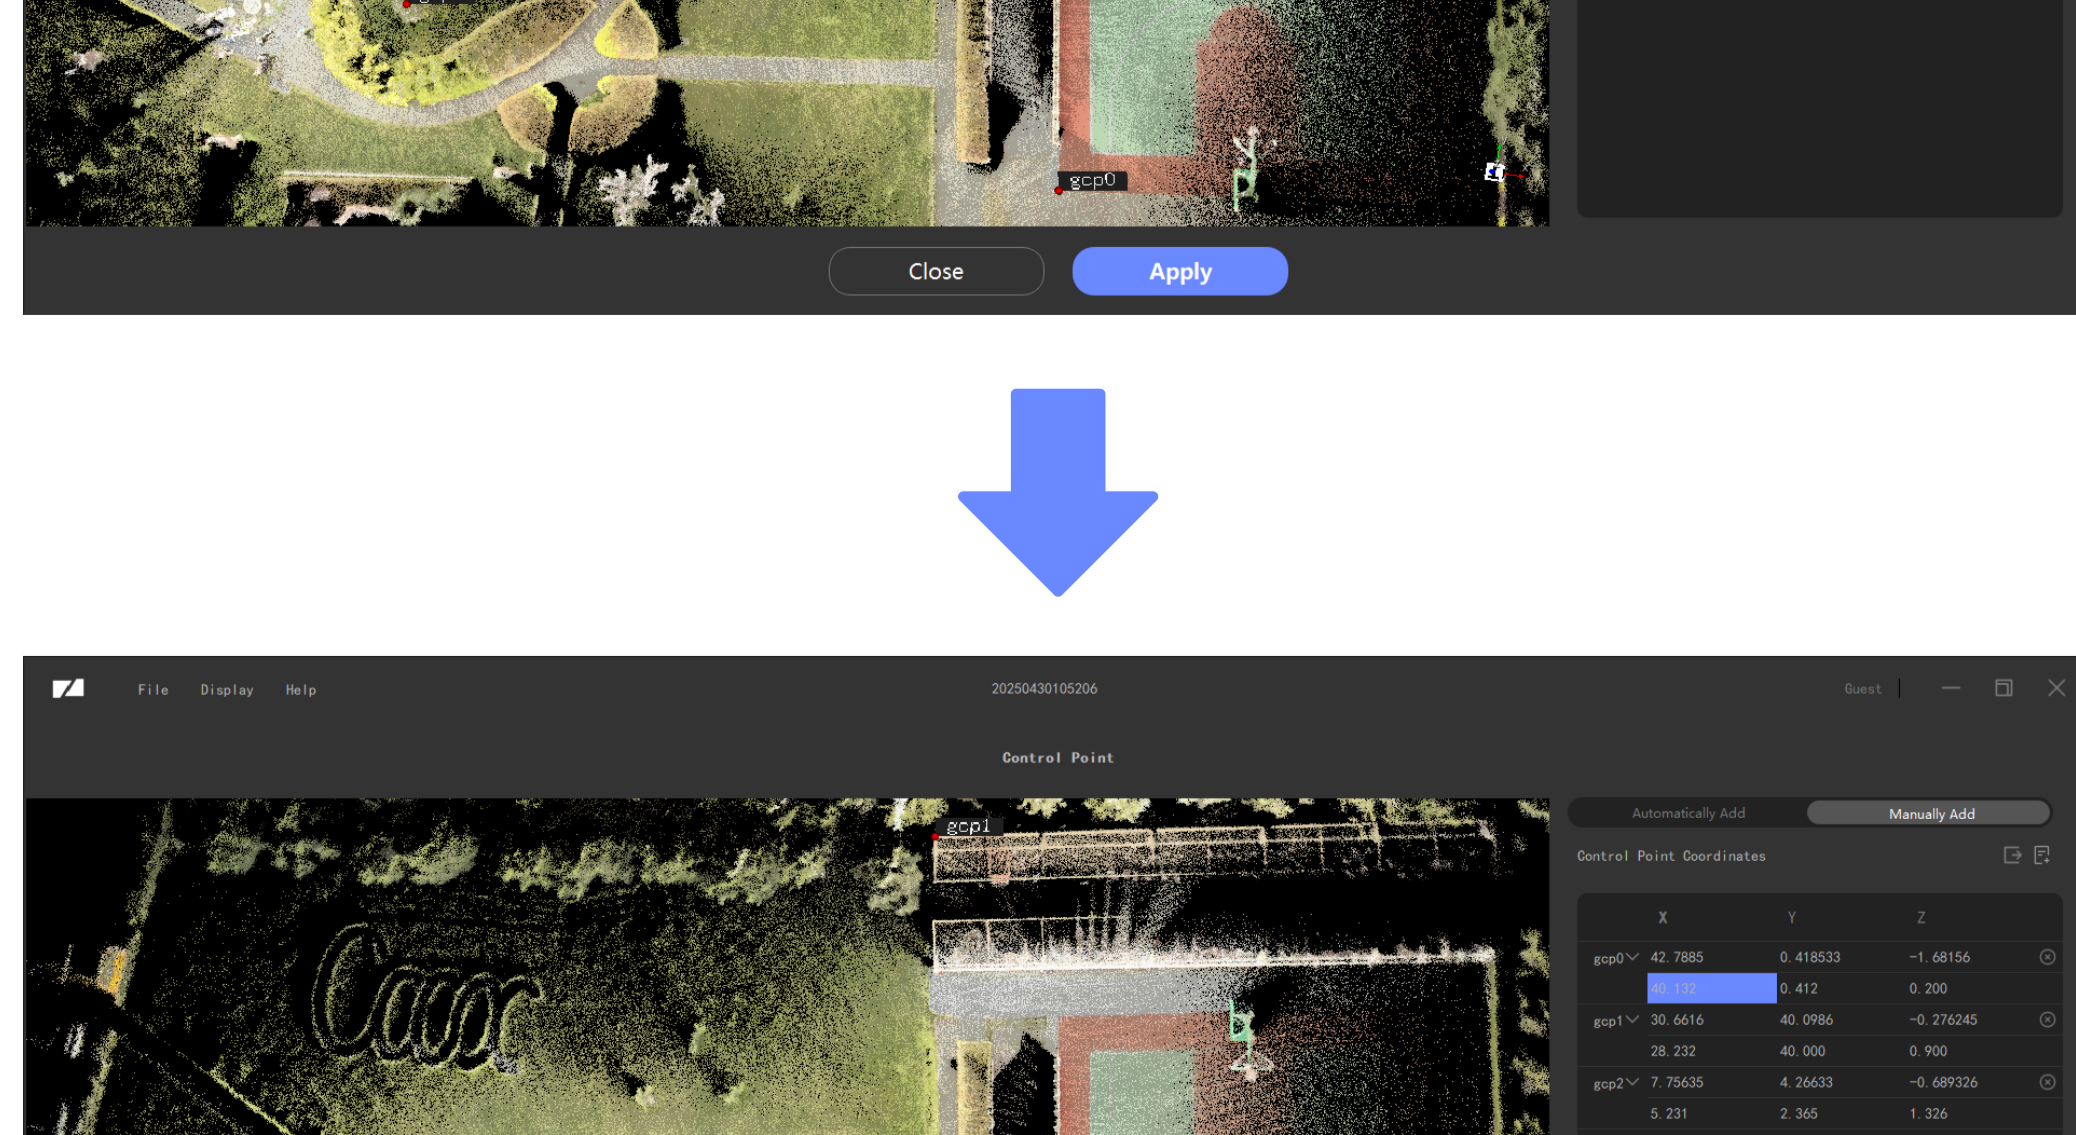 gcp0
Close
Apply
File Display Help
20250430105206
Guest
Control Point
gcp1
Automatically Add
Manually Add
Control Point Coordinates
X Y Z
gcp0 42.7885 0.418533 -1.68156
40.132 0.412 0.200
gcp1 30.6616 40.0986 -0.276245
28.232 40.000 0.900
gcp2 7.75635 4.26633 -0.689326
5.231 2.365 1.326